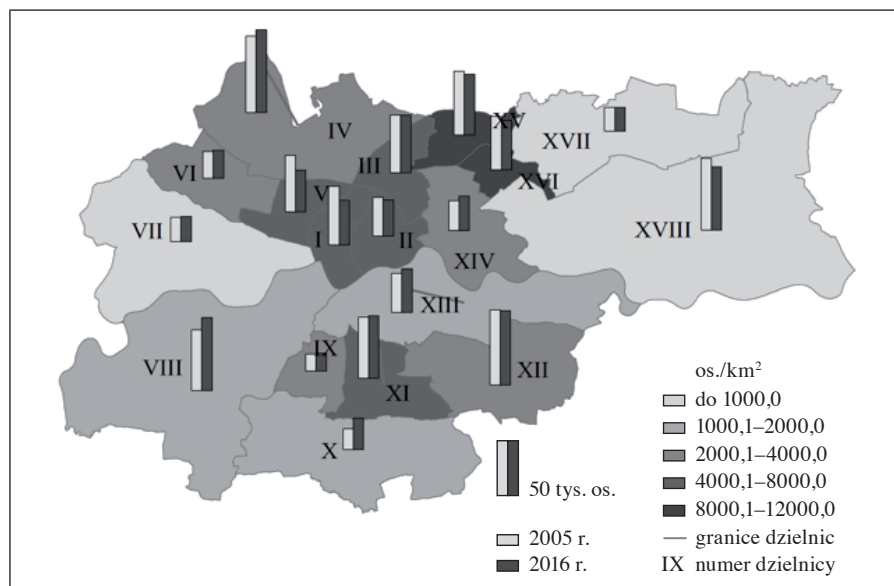 IV
XV
XVII
III
VI
V
XVI
VII
I
II
XVIII
XIV
XIII
IX
VIII
XII
XI
X
os./km²
do 1000,0
1000,1–2000,0
2000,1–4000,0
4000,1–8000,0
8000,1–12000,0
granice dzielnic
IX numer dzielnicy
50 tys. os.
2005 r.
2016 r.